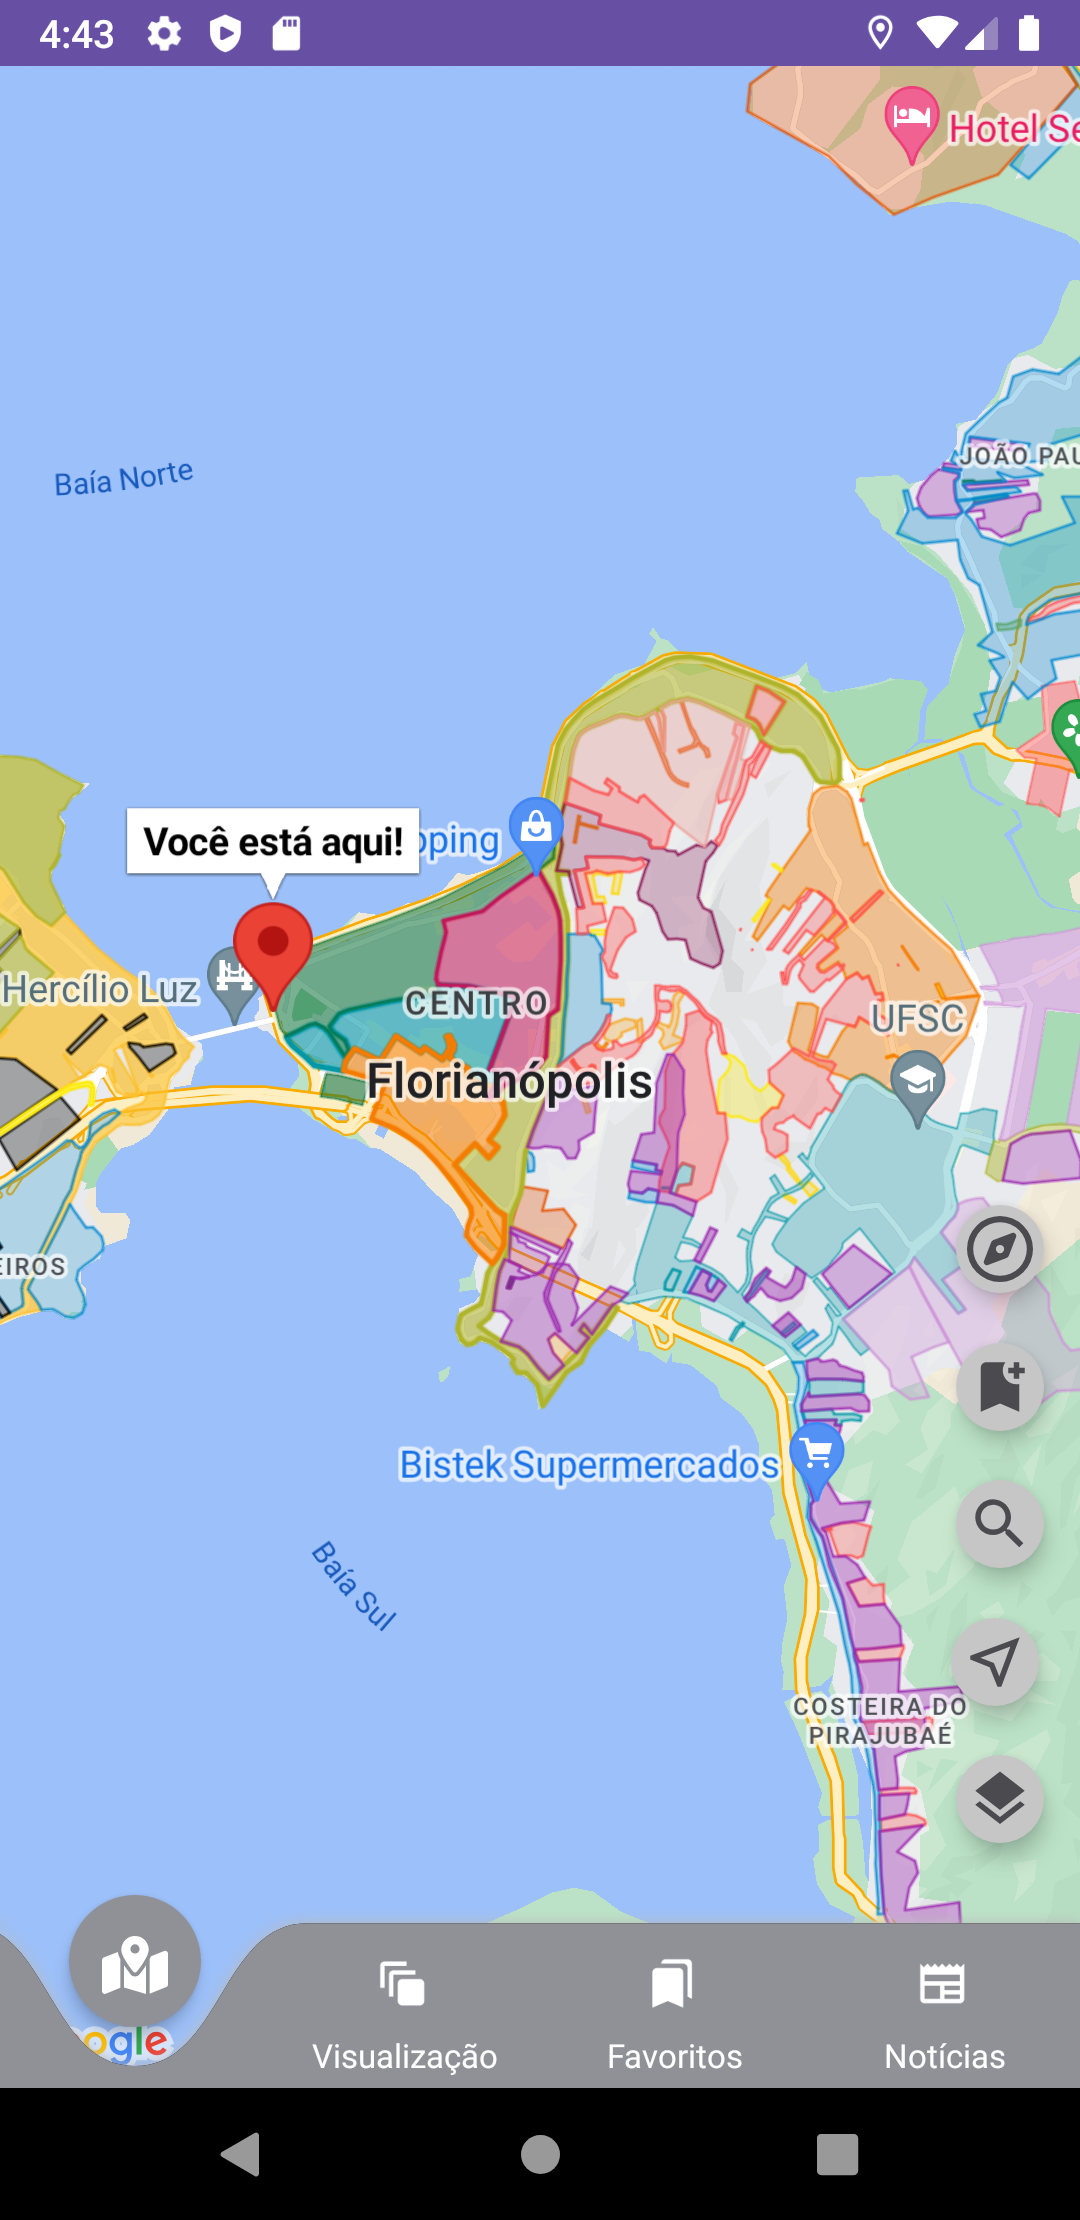 4:43
Hotel Se
Baía Norte
JOÃO PAU
Você está aqui!
pping
Hercílio Luz
CENTRO
UFSC
Florianópolis
EIROS
Bistek Supermercados
Baía Sul
COSTEIRA DO
PIRAJUBAÉ
ogle
Visualização
Favoritos
Notícias